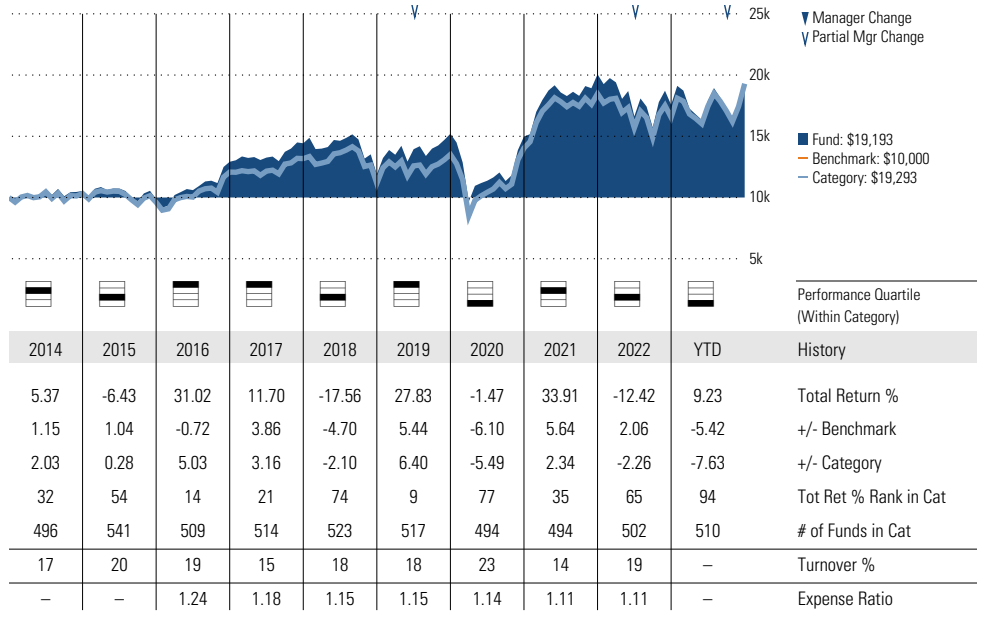 25k
Manager Change
Partial Mgr Change
20k
15k
Fund: $19,193
Benchmark: $10,000
Category: $19,293
10k
5k
Performance Quartile
(Within Category)
2014 2015 2016 2017 2018 2019 2020 2021 2022 YTD History
5.37 -6.43 31.02 11.70 -17.56 27.83 -1.47 33.91 -12.42 9.23 Total Return %
1.15 1.04 -0.72 3.86 -4.70 5.44 -6.10 5.64 2.06 -5.42 +/- Benchmark
2.03 0.28 5.03 3.16 -2.10 6.40 -5.49 2.34 -2.26 -7.63 +/- Category
32 54 14 21 74 9 77 35 65 94 Tot Ret % Rank in Cat
496 541 509 514 523 517 494 494 502 510 # of Funds in Cat
17 20 19 15 18 18 23 14 19 – Turnover %
– – 1.24 1.18 1.15 1.15 1.14 1.11 1.11 – Expense Ratio